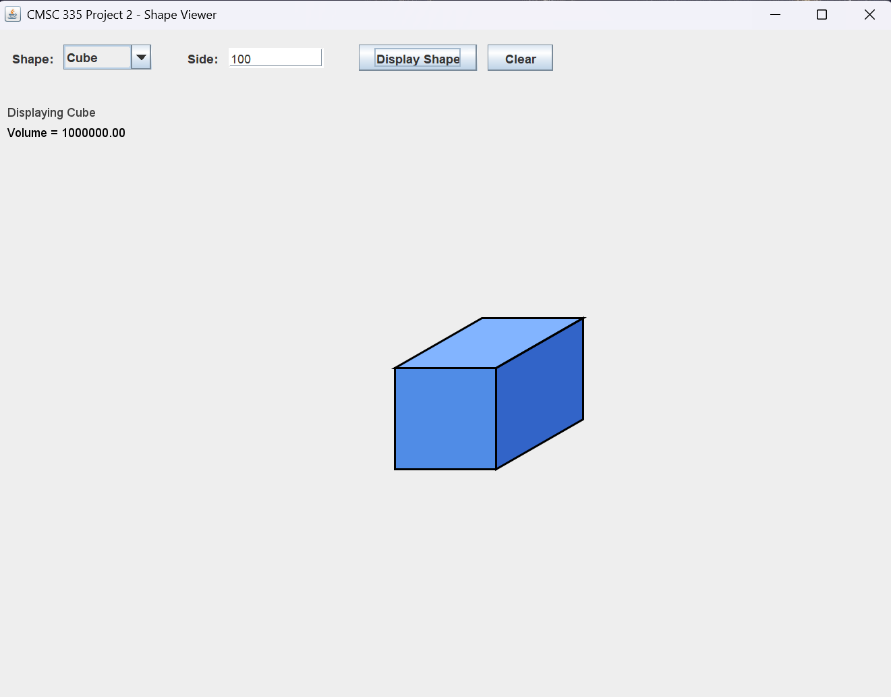 CMSC 335 Project 2 - Shape Viewer
Shape: Cube Side: 100 Display Shape Clear
Displaying Cube
Volume = 1000000.00